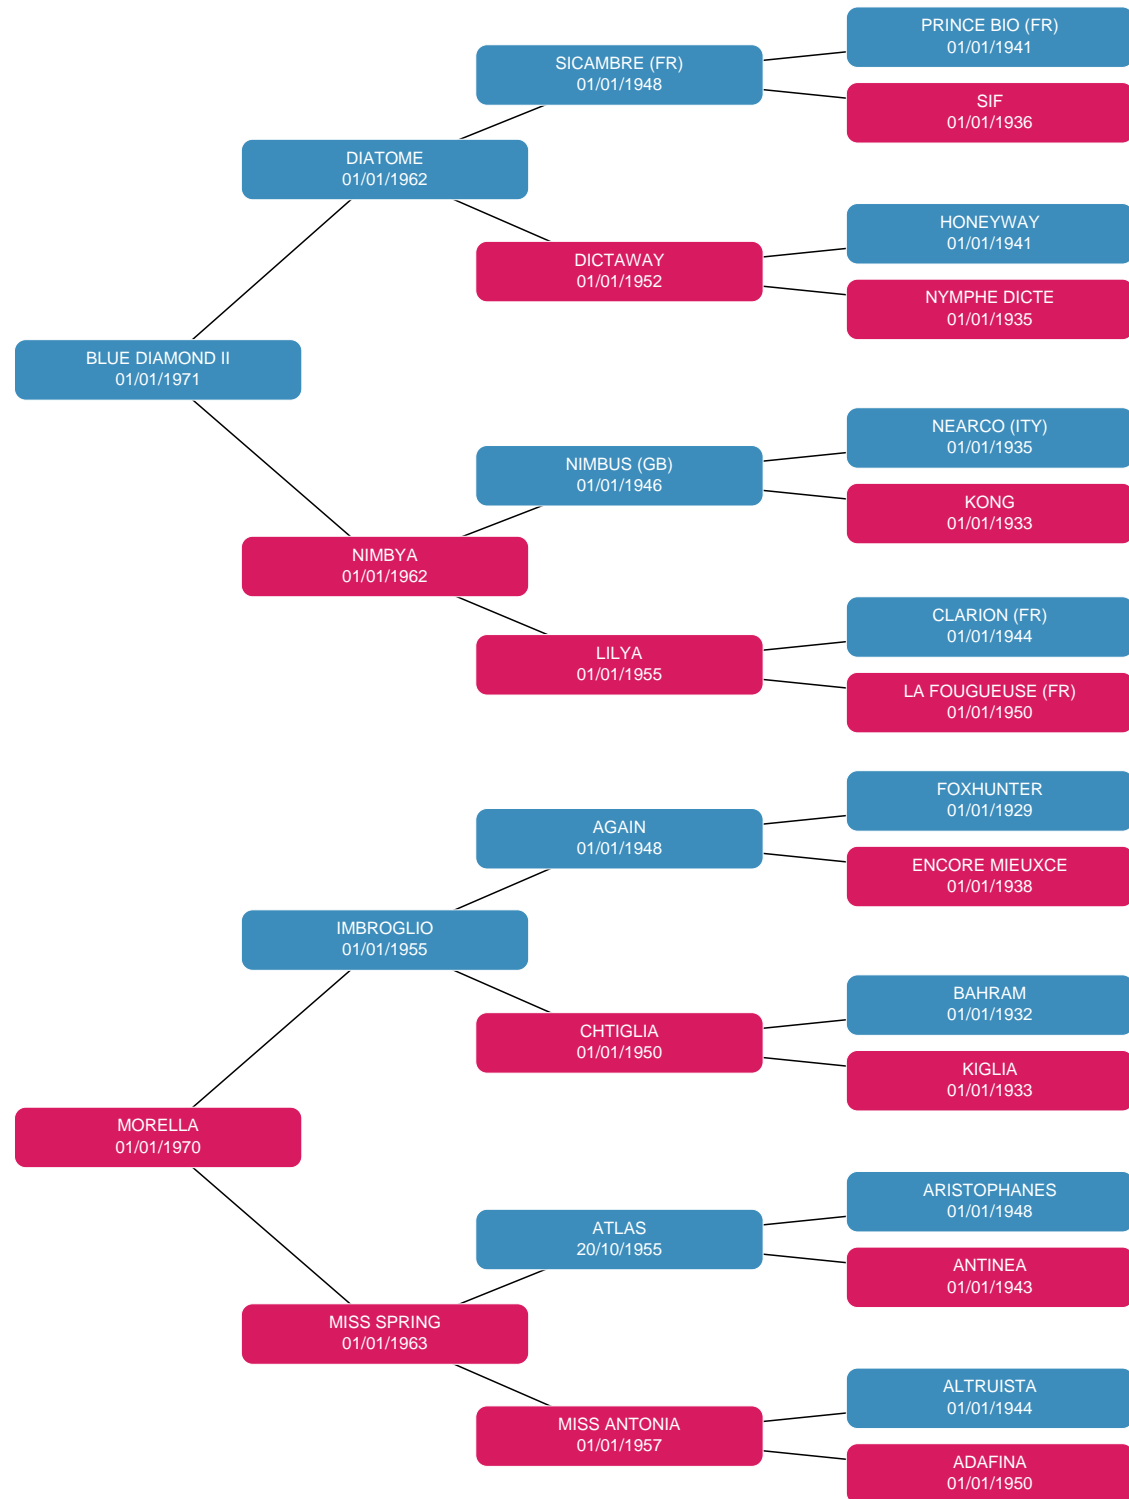 PRINCE BIO (FR)
01/01/1941
SICAMBRE (FR)
01/01/1948
SIF
01/01/1936
DIATOME
01/01/1962
HONEYWAY
01/01/1941
DICTAWAY
01/01/1952
NYMPHE DICTE
01/01/1935
BLUE DIAMOND II
01/01/1971
NEARCO (ITY)
01/01/1935
NIMBUS (GB)
01/01/1946
KONG
01/01/1933
NIMBYA
01/01/1962
CLARION (FR)
01/01/1944
LILYA
01/01/1955
LA FOUGUEUSE (FR)
01/01/1950
FOXHUNTER
01/01/1929
AGAIN
01/01/1948
ENCORE MIEUXCE
01/01/1938
IMBROGLIO
01/01/1955
BAHRAM
01/01/1932
CHTIGLIA
01/01/1950
KIGLIA
01/01/1933
MORELLA
01/01/1970
ARISTOPHANES
01/01/1948
ATLAS
20/10/1955
ANTINEA
01/01/1943
MISS SPRING
01/01/1963
ALTRUISTA
01/01/1944
MISS ANTONIA
01/01/1957
ADAFINA
01/01/1950